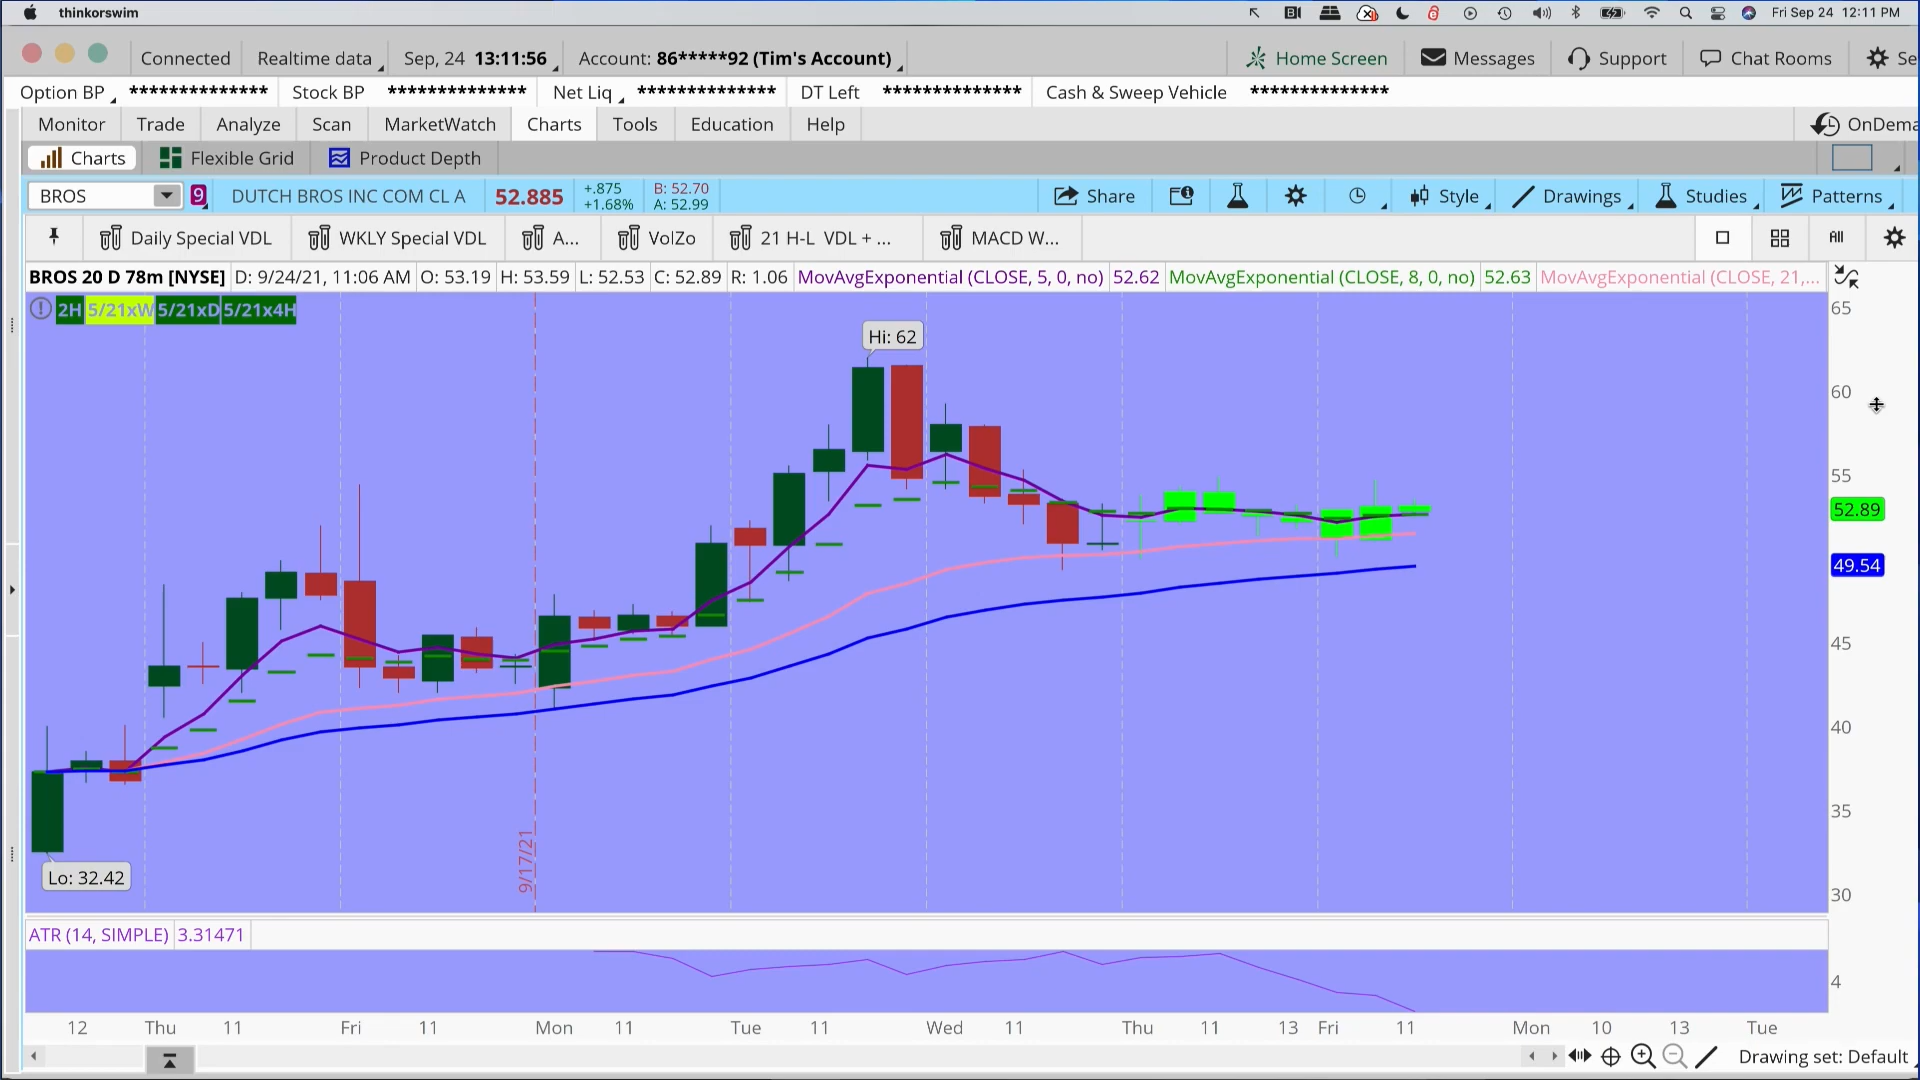 thinkorswim
Fri Sep 24 12:11 PM
Connected Realtime data Sep, 24 13:11:56 Account: 86*****92 (Tim's Account) Home Screen Messages Support Chat Rooms Se
Option BP ************** Stock BP ************** Net Liq ************** DT Left ************** Cash & Sweep Vehicle **************
Monitor Trade Analyze Scan MarketWatch Charts Tools Education Help OnDema
Charts Flexible Grid Product Depth
BROS 9 DUTCH BROS INC COM CL A 52.885 +.875 B: 52.70 Share Style Drawings Studies Patterns
+1.68% A: 52.99
Daily Special VDL WKLY Special VDL A... VolZo 21 H-L VDL + ... MACD W... All
BROS 20 D 78m [NYSE] D: 9/24/21, 11:06 AM O: 53.19 H: 53.59 L: 52.53 C: 52.89 R: 1.06 MovAvgExponential (CLOSE, 5, 0, no) 52.62 MovAvgExponential (CLOSE, 8, 0, no) 52.63 MovAvgExponential (CLOSE, 21,...
2H 5/21xW 5/21xD 5/21x4H
65
Hi: 62
60
55
52.89
49.54
45
40
35
9/17/21
Lo: 32.42
30
ATR (14, SIMPLE) 3.31471
4
12 Thu 11 Fri 11 Mon 11 Tue 11 Wed 11 Thu 11 13 Fri 11 Mon 10 13 Tue
Drawing set: Default